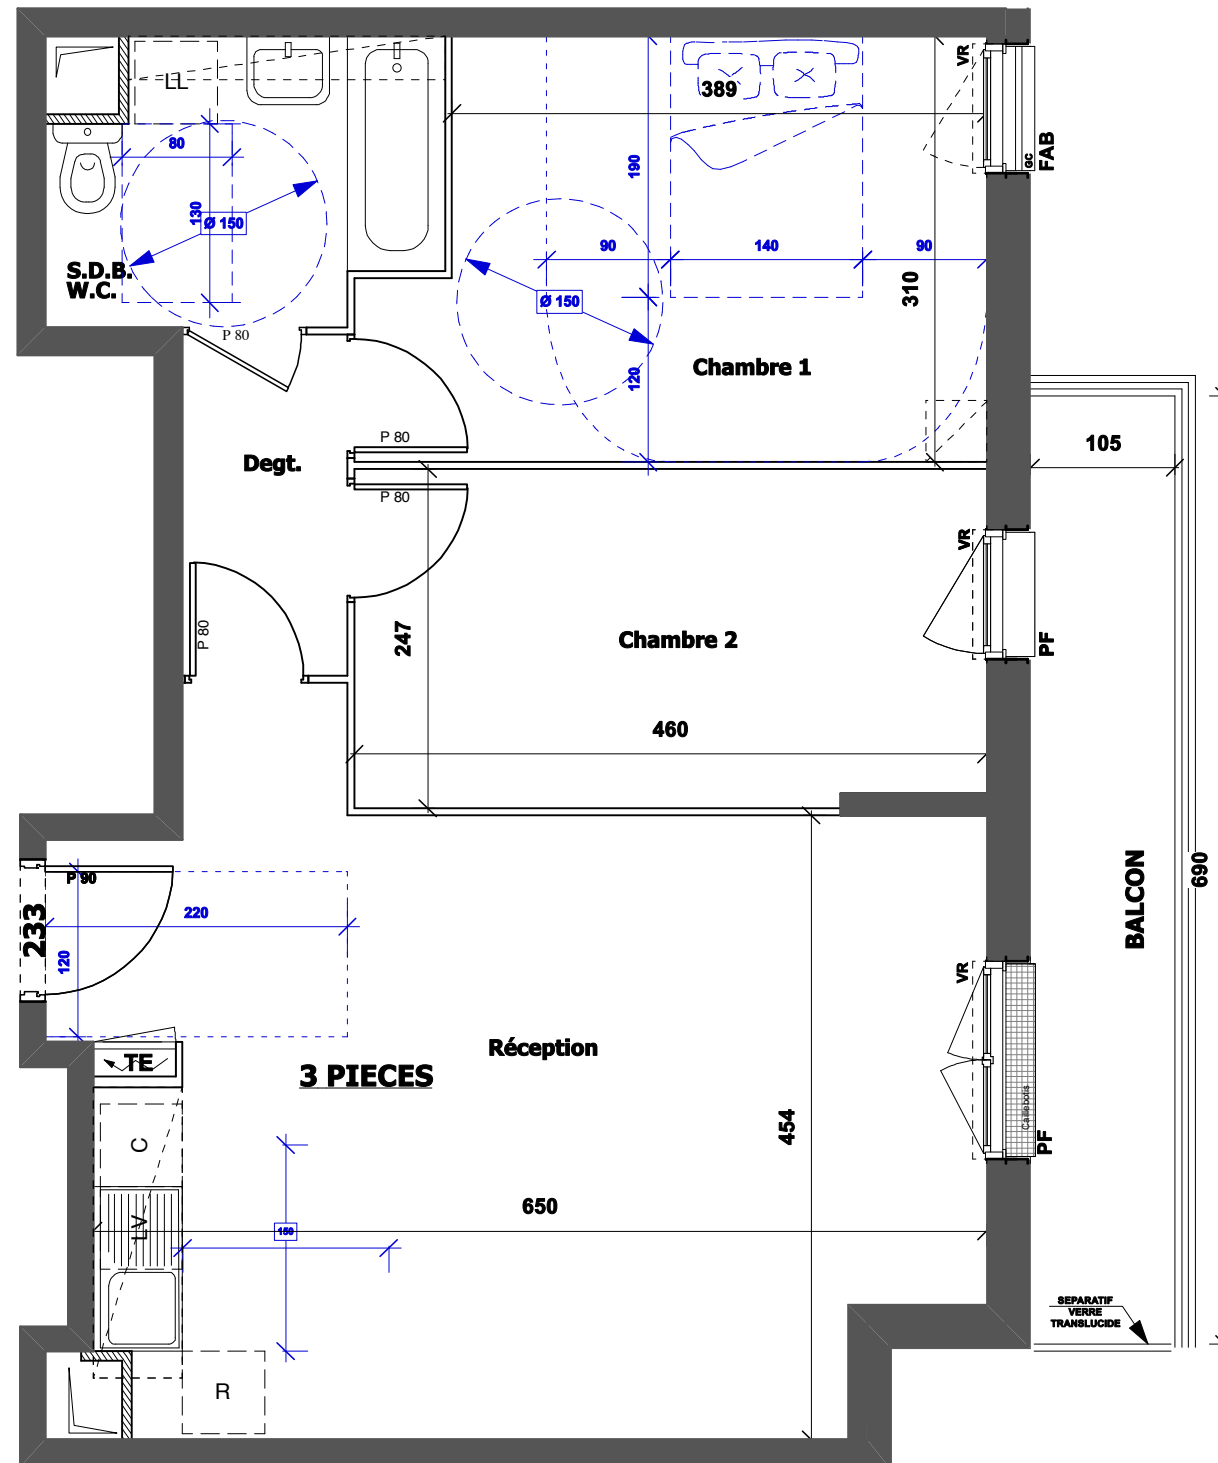 LL
389
VR
80
190
GC
FAB
130
Ø 150
S.D.B.
W.C.
90
140
90
310
Ø 150
P 80
Chambre 1
120
P 80
Degt.
105
P 80
VR
P 80
247
Chambre 2
PF
460
BALCON
690
P 90
233
220
120
VR
Réception
TE
3 PIECES
Caillebotis
C
454
PF
LV
650
150
SEPARATIF
VERRE
TRANSLUCIDE
R